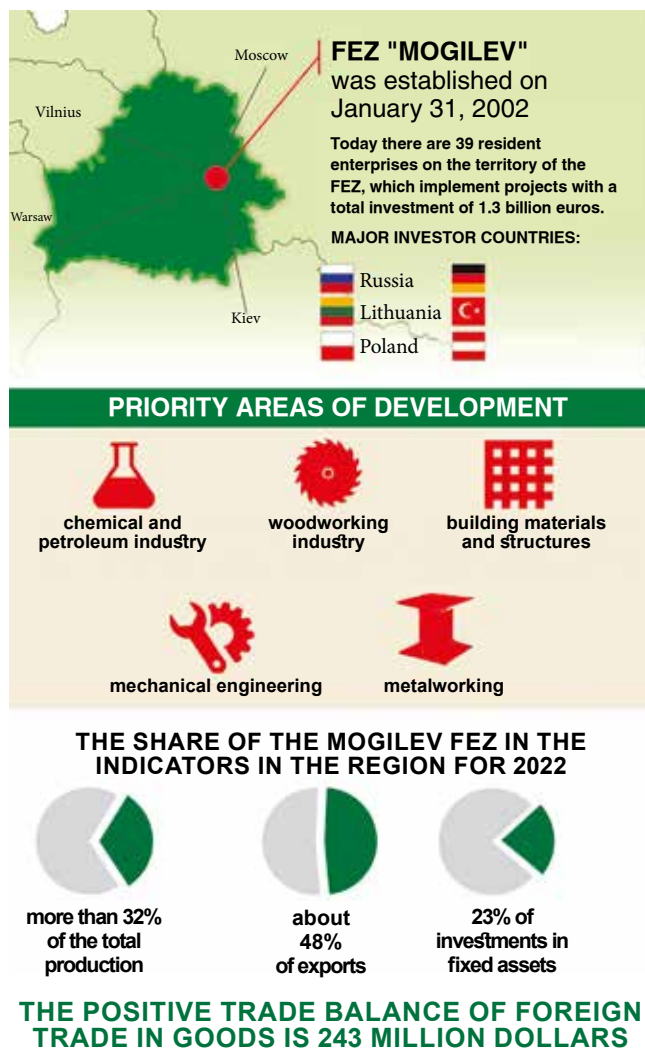 Moscow
Vilnius
Warsaw
Kiev
FEZ "MOGILEV"
was established on
January 31, 2002
Today there are 39 resident
enterprises on the territory of the
FEZ, which implement projects with a
total investment of 1.3 billion euros.
MAJOR INVESTOR COUNTRIES:
Russia
Lithuania
Poland
PRIORITY AREAS OF DEVELOPMENT
chemical and
petroleum industry
woodworking
industry
building materials
and structures
mechanical engineering
metalworking
THE SHARE OF THE MOGILEV FEZ IN THE
INDICATORS IN THE REGION FOR 2022
more than 32%
of the total
production
about
48%
of exports
23% of
investments in
fixed assets
THE POSITIVE TRADE BALANCE OF FOREIGN
TRADE IN GOODS IS 243 MILLION DOLLARS